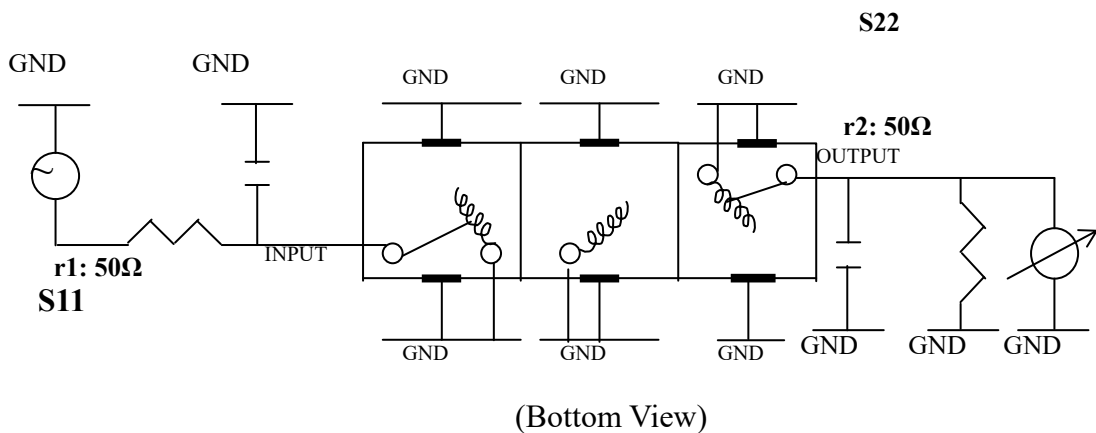 S22
GND
GND
GND
GND
GND
r2: 50Ω
OUTPUT
INPUT
r1: 50Ω
S11
GND
GND
GND
GND
GND
GND
(Bottom View)